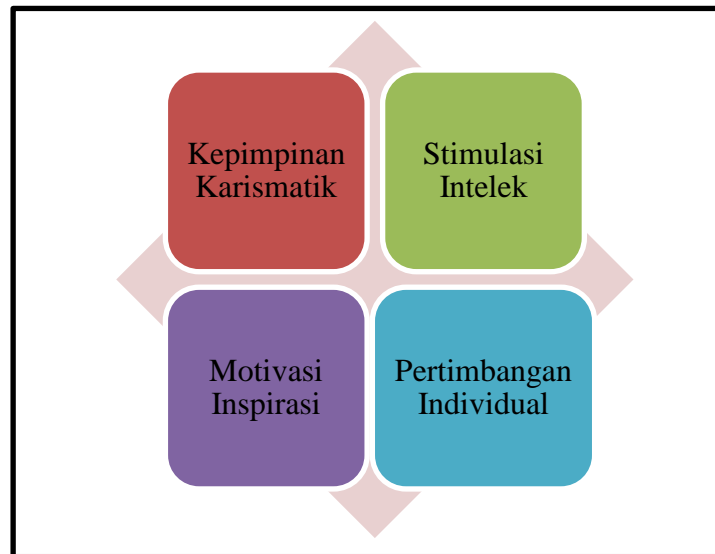 Kepimpinan
Karismatik
Stimulasi
Intelek
Motivasi
Inspirasi
Pertimbangan
Individual